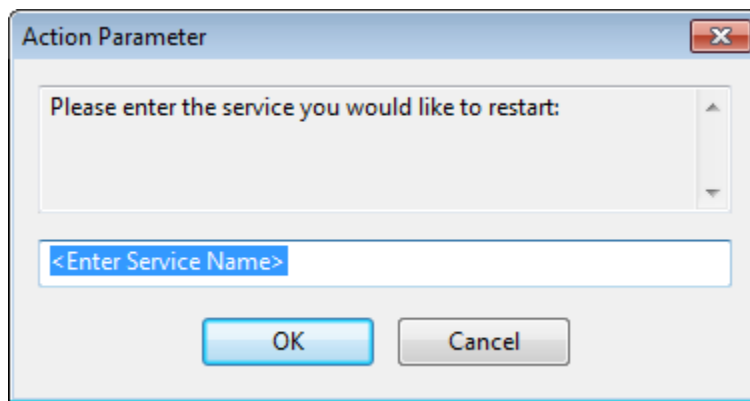 Action Parameter
Please enter the service you would like to restart:
<Enter Service Name>
OK
Cancel